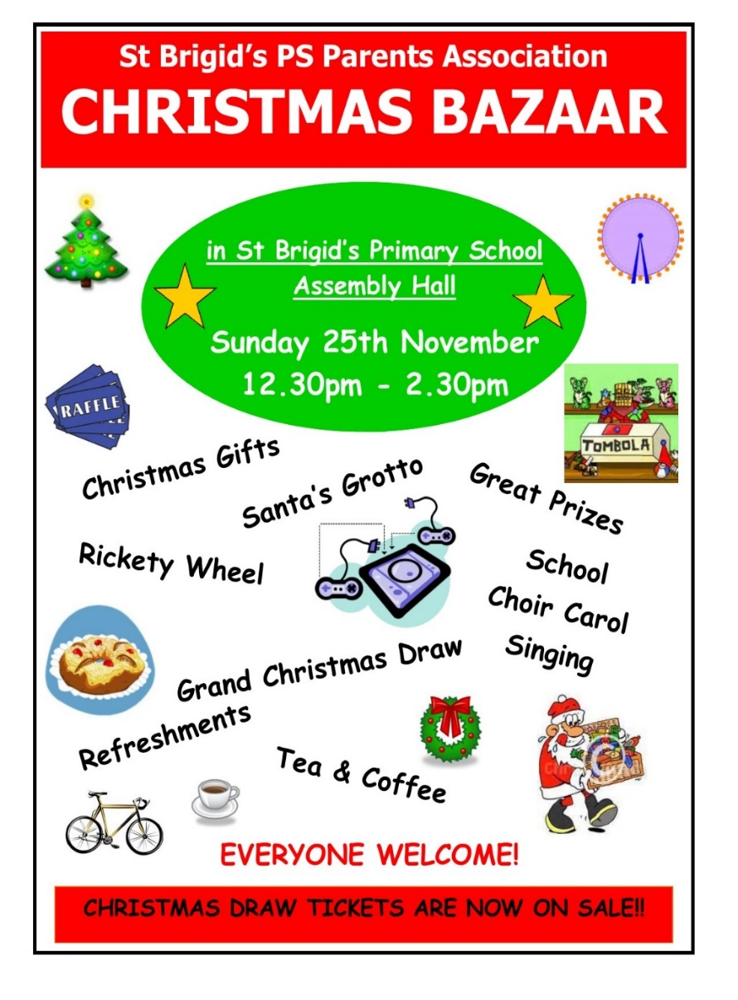 St Brigid's PS Parents Association
CHRISTMAS BAZAAR
in St Brigid's Primary School
Assembly Hall
Sunday 25th November
12.30pm - 2.30pm
RAFFLE
TOMBOLA
Christmas Gifts
Santa's Grotto
Great Prizes
Rickety Wheel
School
Choir Carol
Singing
Grand Christmas Draw
Refreshments
Tea & Coffee
EVERYONE WELCOME!
CHRISTMAS DRAW TICKETS ARE NOW ON SALE!!